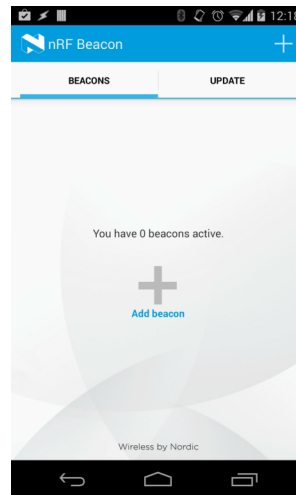 12:18
nRF Beacon
BEACONS UPDATE
You have 0 beacons active.
Add beacon
Wireless by Nordic